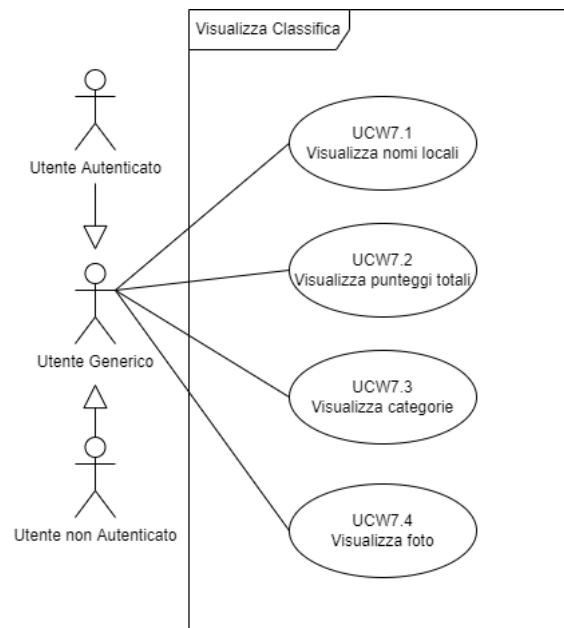 Visualizza Classifica
Utente Autenticato
UCW7.1
Visualizza nomi locali
UCW7.2
Visualizza punteggi totali
Utente Generico
UCW7.3
Visualizza categorie
Utente non Autenticato
UCW7.4
Visualizza foto